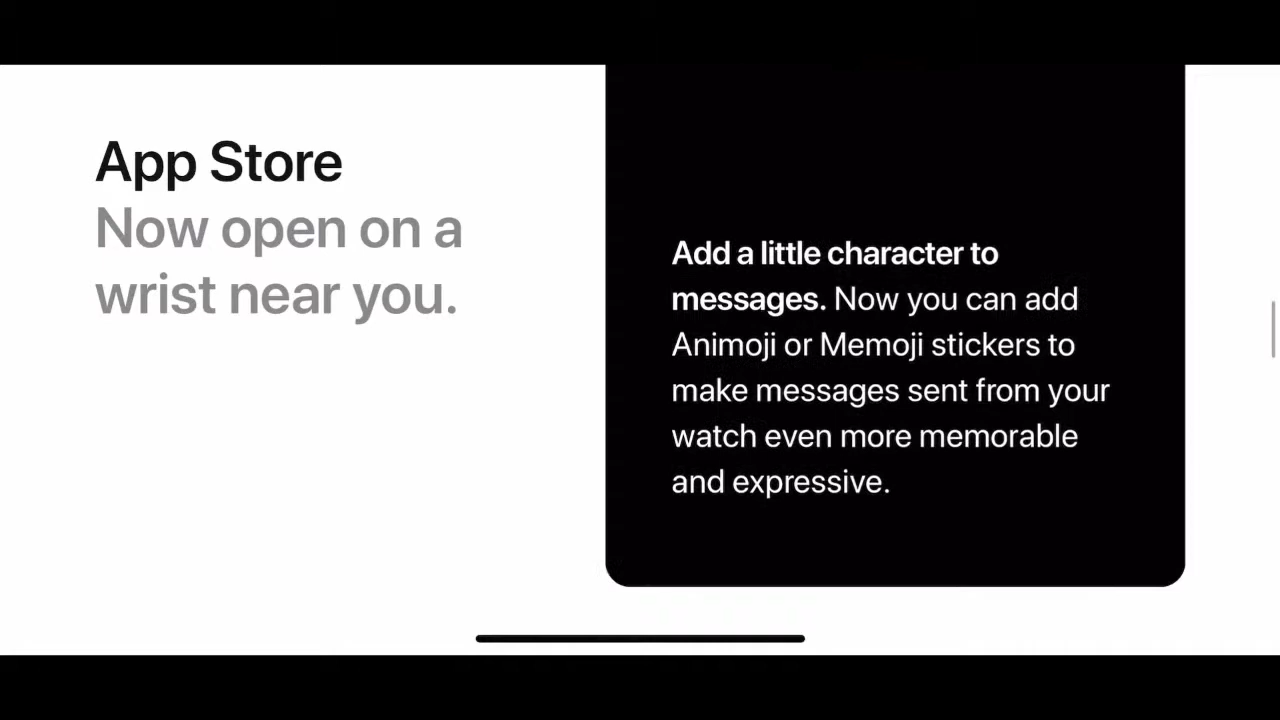 App Store
Now open on a
wrist near you.
Add a little character to
messages. Now you can add
Animoji or Memoji stickers to
make messages sent from your
watch even more memorable
and expressive.